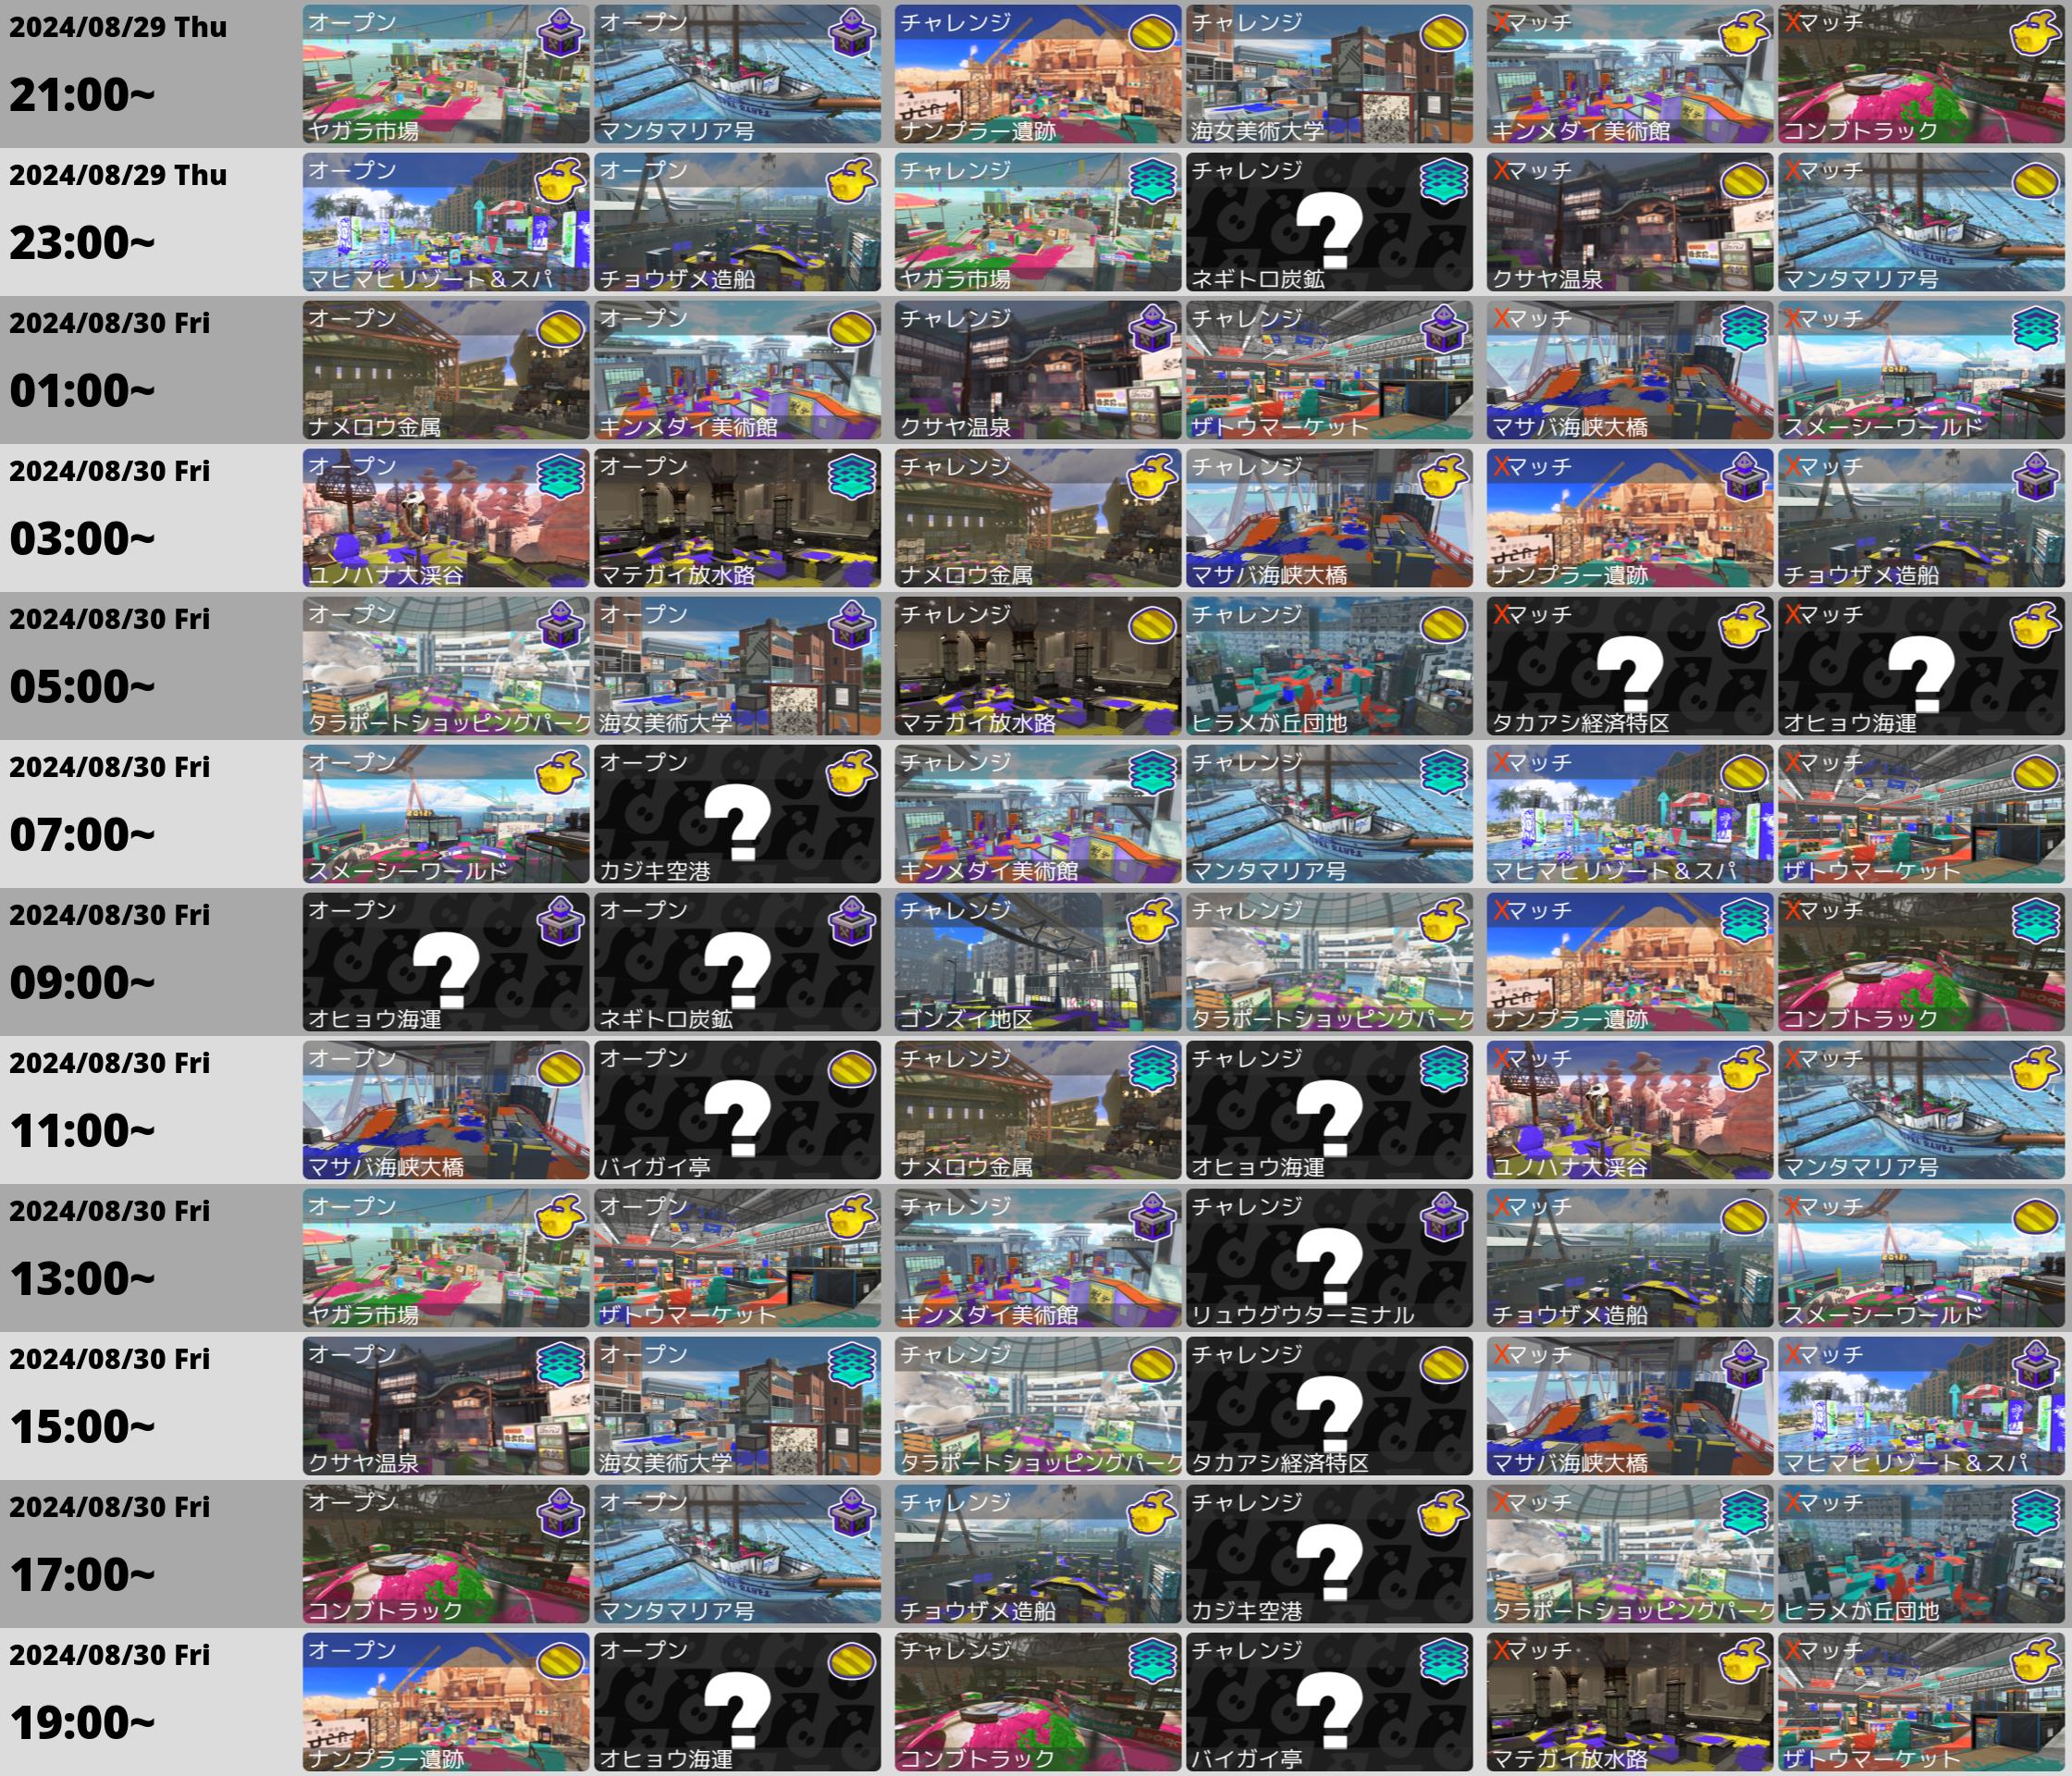 2024/08/29 Thu
21:00~
オープン
ヤガラ市場
オープン
マンタマリア号
チャレンジ
ナンプラー遺跡
チャレンジ
海女美術大学
Xマッチ
キンメダイ美術館
Xマッチ
コンブトラック
2024/08/29 Thu
23:00~
オープン
マヒマヒリゾート＆スパ
オープン
チョウザメ造船
チャレンジ
ヤガラ市場
チャレンジ
?
ネギトロ炭鉱
Xマッチ
クサヤ温泉
Xマッチ
マンタマリア号
2024/08/30 Fri
01:00~
オープン
ナメロウ金属
オープン
キンメダイ美術館
チャレンジ
クサヤ温泉
チャレンジ
ザトウマーケット
Xマッチ
マサバ海峡大橋
Xマッチ
スメーシーワールド
2024/08/30 Fri
03:00~
オープン
ユノハナ大渓谷
オープン
マテガイ放水路
チャレンジ
ナメロウ金属
チャレンジ
マサバ海峡大橋
Xマッチ
ナンプラー遺跡
Xマッチ
チョウザメ造船
2024/08/30 Fri
05:00~
オープン
タラポートショッピングパーク
オープン
海女美術大学
チャレンジ
マテガイ放水路
チャレンジ
ヒラメが丘団地
Xマッチ
?
タカアシ経済特区
Xマッチ
?
オヒョウ海運
2024/08/30 Fri
07:00~
オープン
スメーシーワールド
オープン
?
カジキ空港
チャレンジ
キンメダイ美術館
チャレンジ
マンタマリア号
Xマッチ
マヒマヒリゾート＆スパ
Xマッチ
ザトウマーケット
2024/08/30 Fri
09:00~
オープン
?
オヒョウ海運
オープン
?
ネギトロ炭鉱
チャレンジ
ゴンズイ地区
チャレンジ
タラポートショッピングパーク
Xマッチ
ナンプラー遺跡
Xマッチ
コンブトラック
2024/08/30 Fri
11:00~
オープン
マサバ海峡大橋
オープン
?
バイガイ亭
チャレンジ
ナメロウ金属
チャレンジ
?
オヒョウ海運
Xマッチ
ユノハナ大渓谷
Xマッチ
マンタマリア号
2024/08/30 Fri
13:00~
オープン
ヤガラ市場
オープン
ザトウマーケット
チャレンジ
キンメダイ美術館
チャレンジ
?
リュウグウターミナル
Xマッチ
チョウザメ造船
Xマッチ
スメーシーワールド
2024/08/30 Fri
15:00~
オープン
クサヤ温泉
オープン
海女美術大学
チャレンジ
タラポートショッピングパーク
チャレンジ
?
タカアシ経済特区
Xマッチ
マサバ海峡大橋
Xマッチ
マヒマヒリゾート＆スパ
2024/08/30 Fri
17:00~
オープン
コンブトラック
オープン
マンタマリア号
チャレンジ
チョウザメ造船
チャレンジ
?
カジキ空港
Xマッチ
タラポートショッピングパーク
Xマッチ
ヒラメが丘団地
2024/08/30 Fri
19:00~
オープン
ナンプラー遺跡
オープン
?
オヒョウ海運
チャレンジ
コンブトラック
チャレンジ
?
バイガイ亭
Xマッチ
マテガイ放水路
Xマッチ
ザトウマーケット